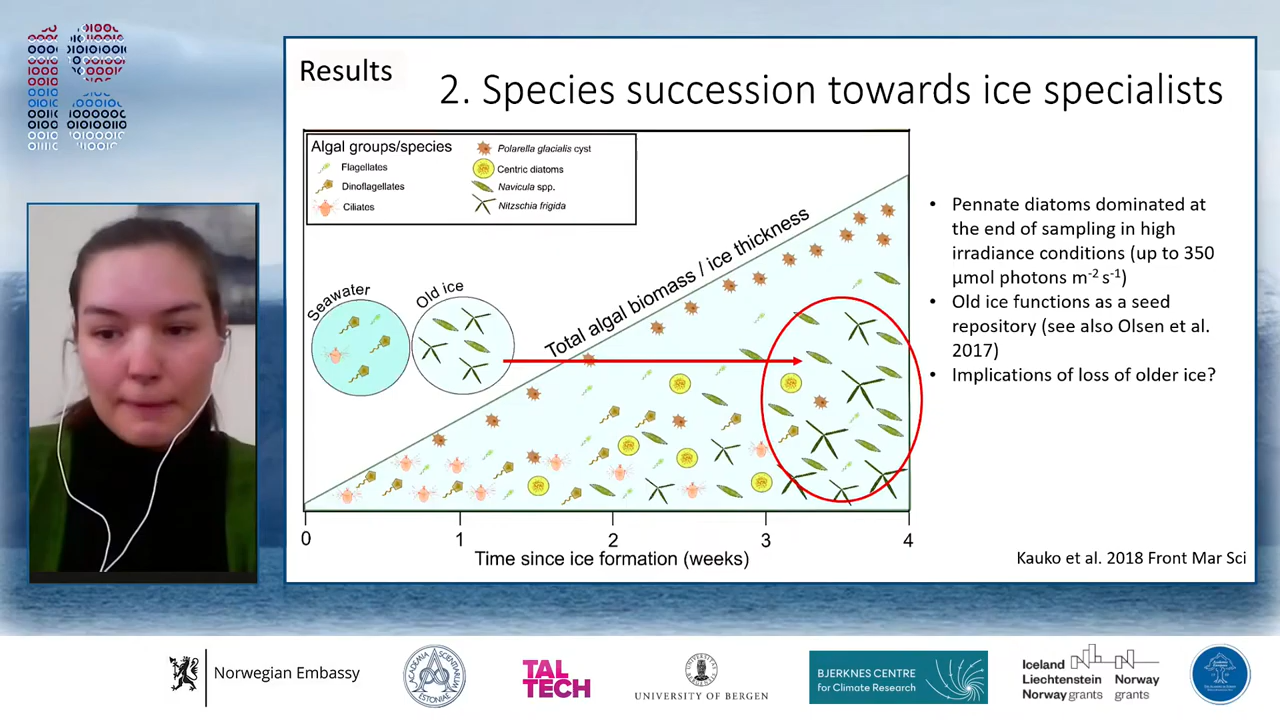 Results
2. Species succession towards ice specialists
Algal groups/species
Flagellates
Dinoflagellates
Ciliates
Polarella glacialis cyst
Centric diatoms
Navicula spp.
Nitzschia frigida
Seawater
Old ice
Total algal biomass / ice thickness
0 1 2 3 4
Time since ice formation (weeks)
• Pennate diatoms dominated at
the end of sampling in high
irradiance conditions (up to 350
µmol photons m⁻² s⁻¹)
• Old ice functions as a seed
repository (see also Olsen et al.
2017)
• Implications of loss of older ice?
Kauko et al. 2018 Front Mar Sci
Norwegian Embassy
ACADEMIA SCIENTIARUM ESTONIAE
TAL
TECH
UNIVERSITY OF BERGEN
BJERKNES CENTRE
for Climate Research
Iceland
Liechtenstein
Norway grants
Norway
grants